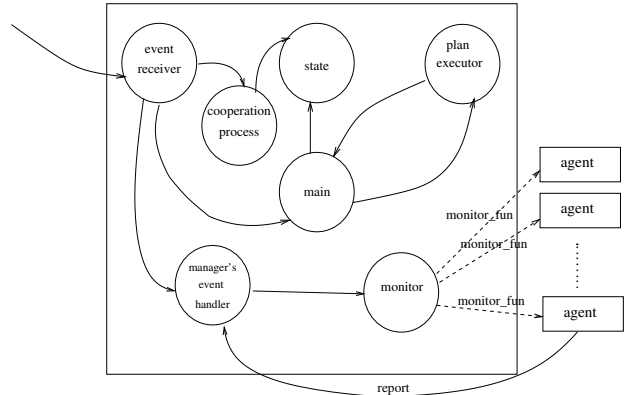 event
receiver
cooperation
process
state
plan
executor
main
manager's
event
handler
monitor
monitor_fun
monitor_fun
monitor_fun
agent
agent
agent
report